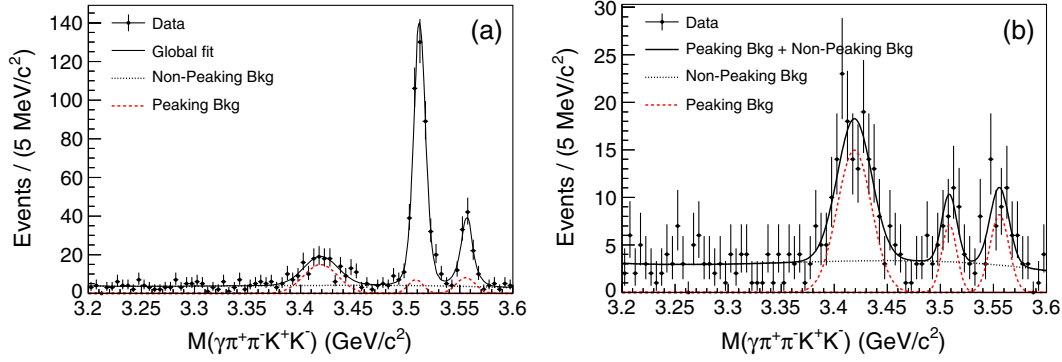 (a)
Data
Global fit
Non-Peaking Bkg
Peaking Bkg
Events / (5 MeV/c²)
140
120
100
80
60
40
20
0
3.2 3.25 3.3 3.35 3.4 3.45 3.5 3.55 3.6
M(γπ⁺π⁻K⁺K⁻) (GeV/c²)
(b)
Data
Peaking Bkg + Non-Peaking Bkg
Non-Peaking Bkg
Peaking Bkg
Events / (5 MeV/c²)
30
25
20
15
10
5
0
3.2 3.25 3.3 3.35 3.4 3.45 3.5 3.55 3.6
M(γπ⁺π⁻K⁺K⁻) (GeV/c²)